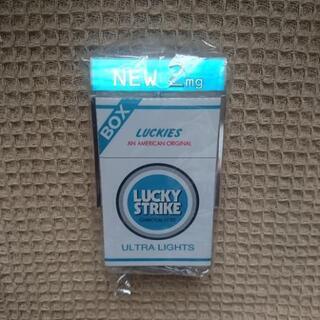 NEW 2mg
BOX
LUCKIES
AN AMERICAN ORIGINAL
LUCKY
STRIKE
ULTRA LIGHTS